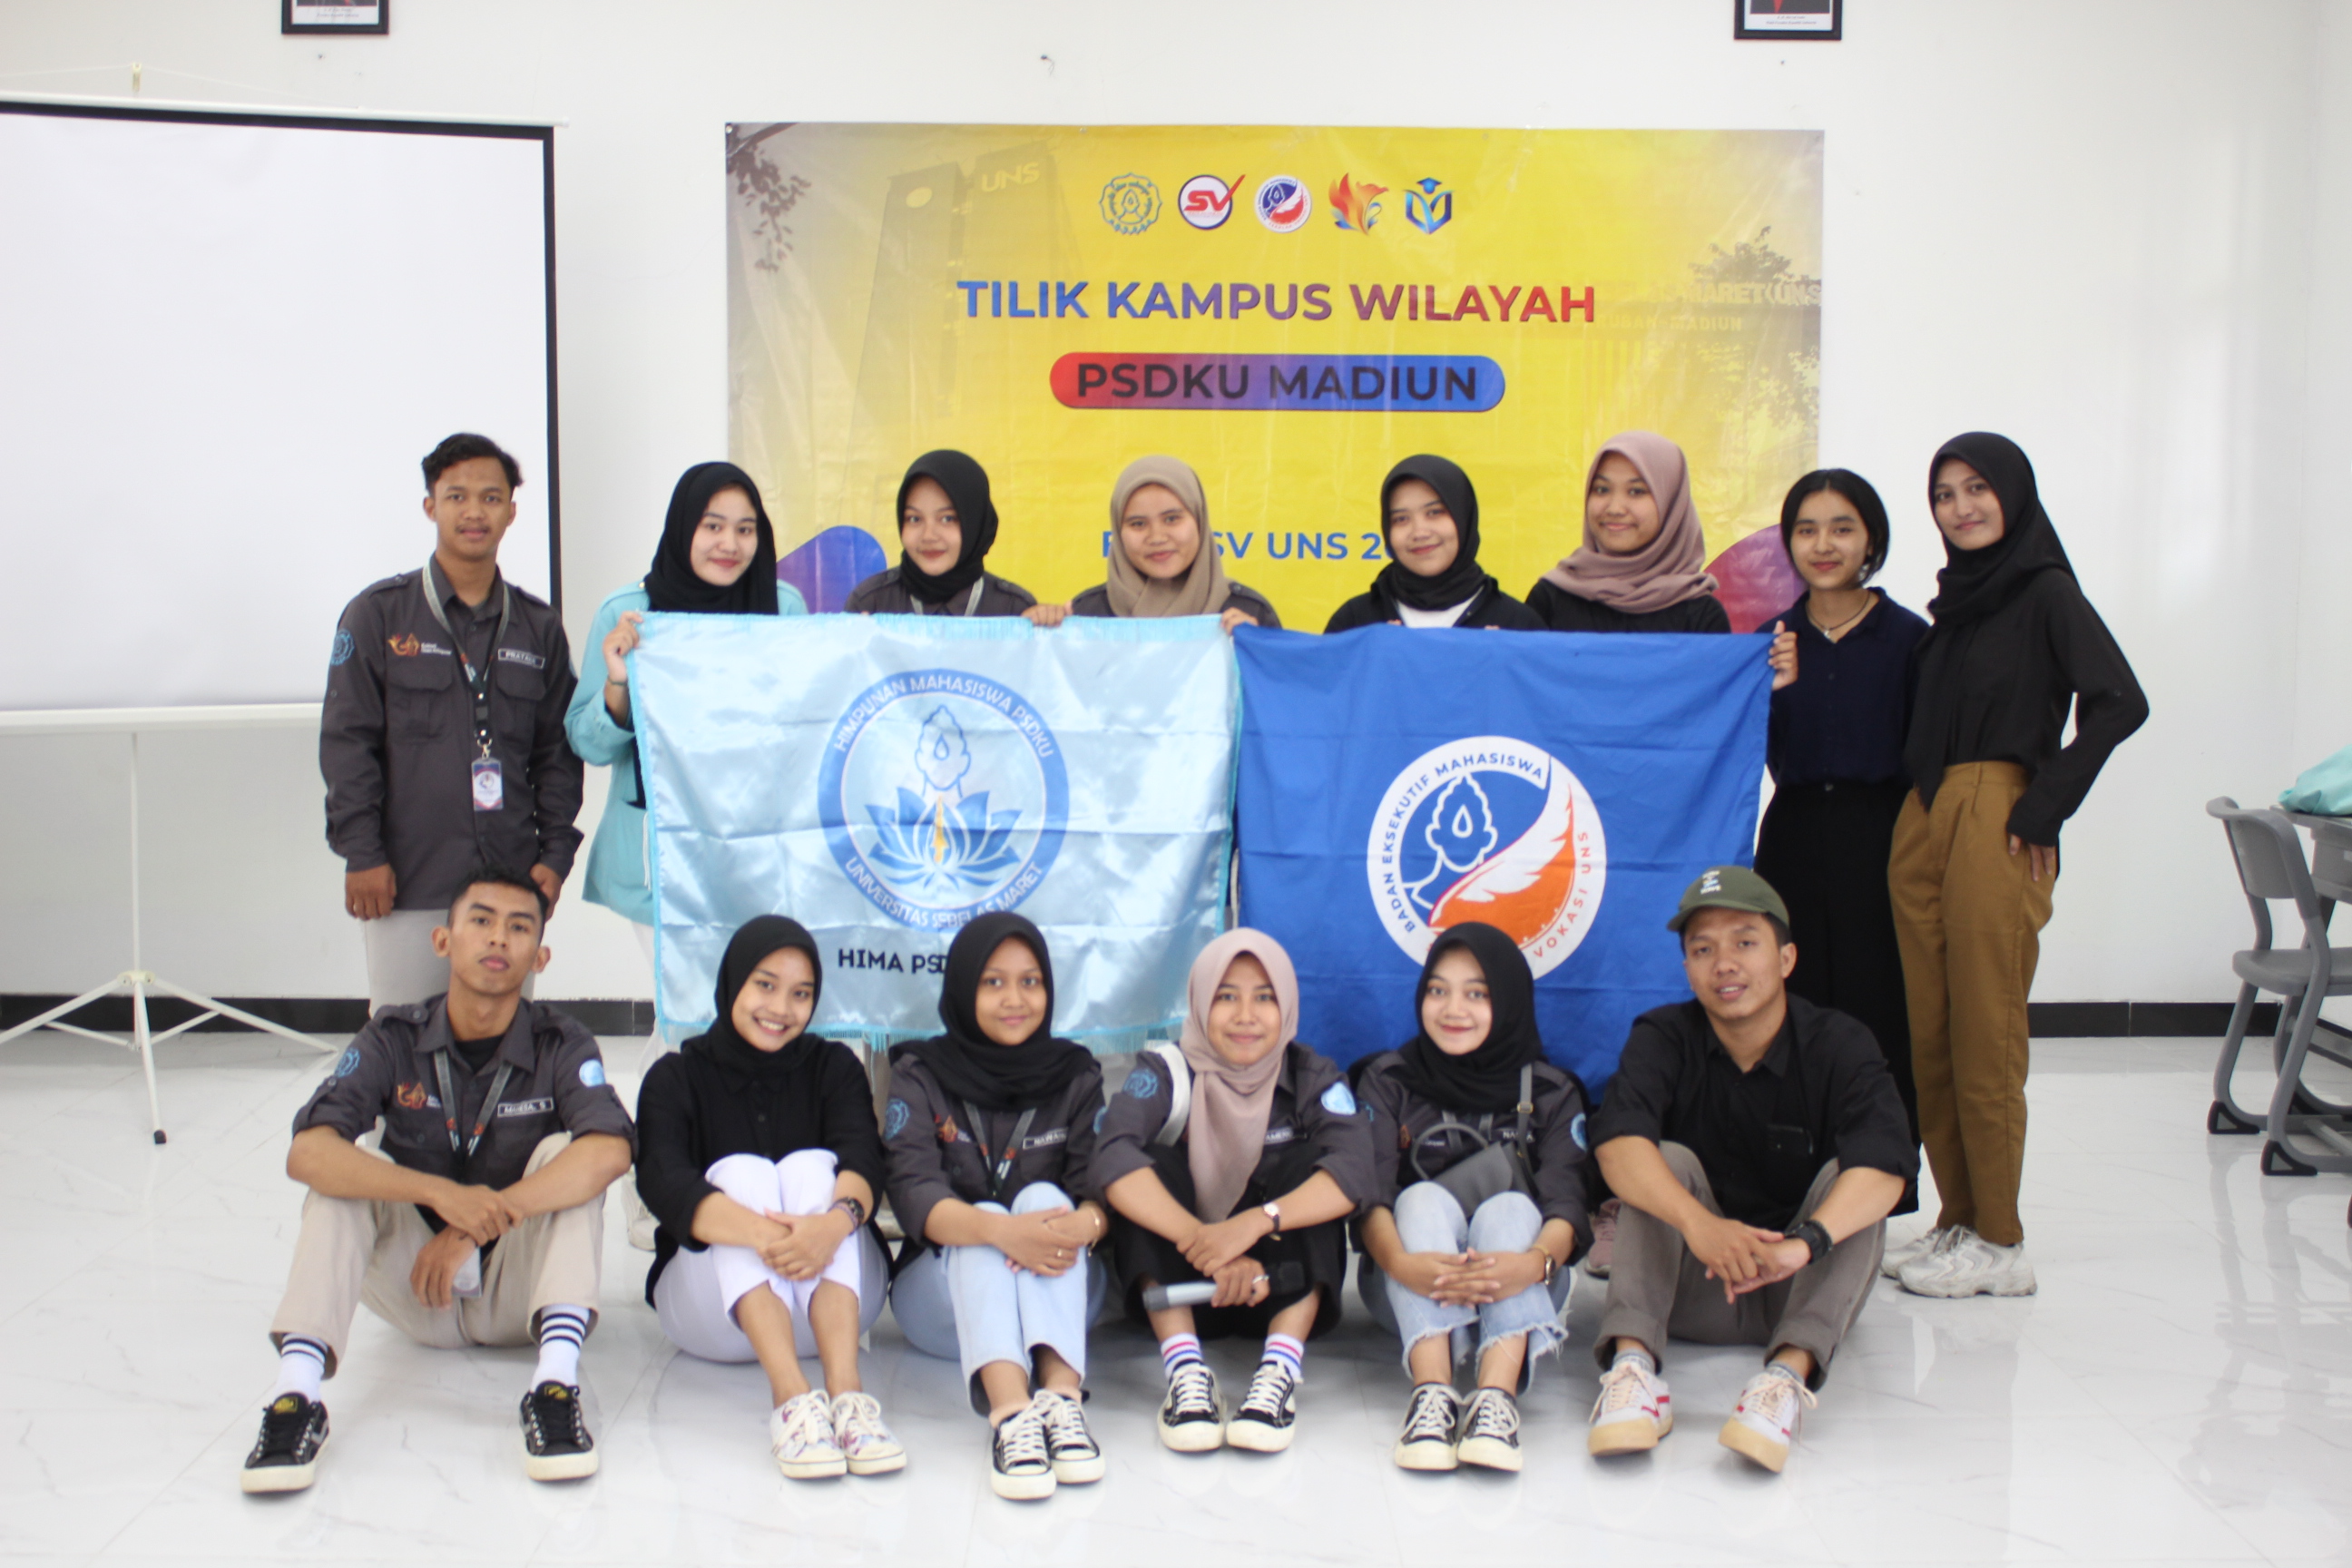 UNS
SV
TILIK KAMPUS WILAYAH
PSDKU MADIUN
SV UNS
HIMPUNAN MAHASISWA PSDKU
UNIVERSITAS SEBELAS MARET
HIMA
BADAN EKSEKUTIF MAHASISWA
VOKASI UNS